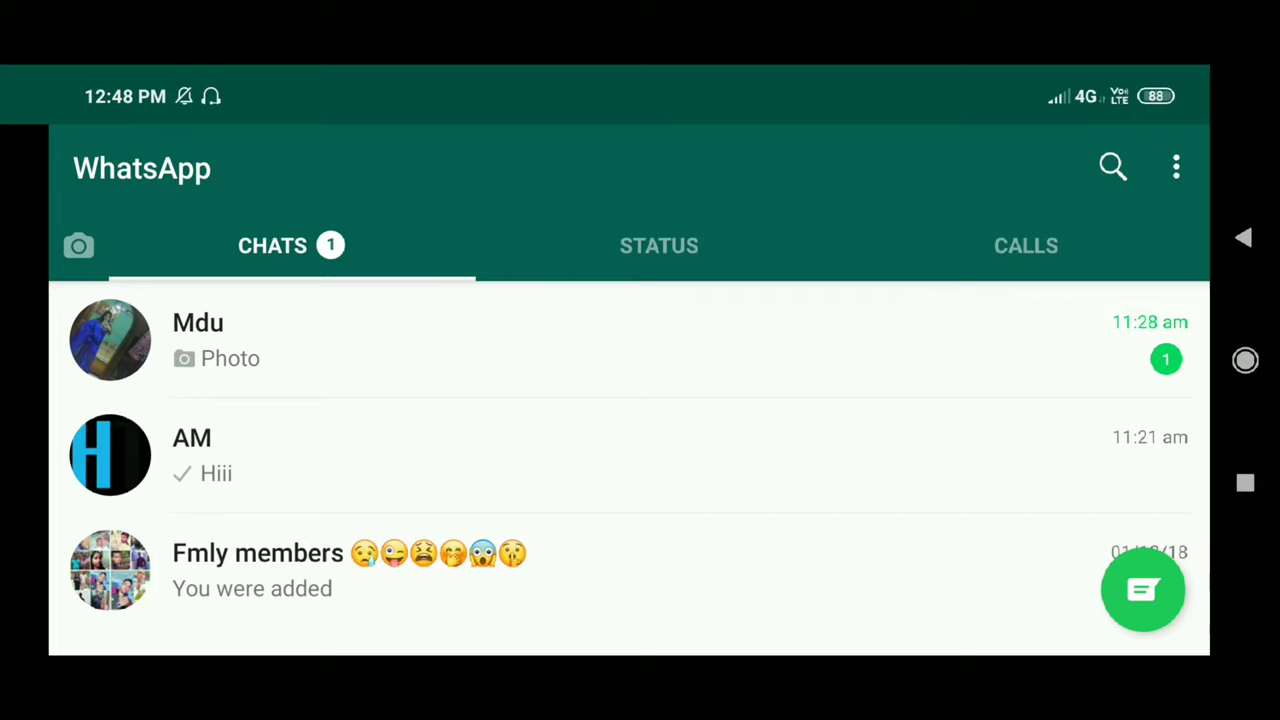 12:48 PM 4G Vo LTE 88
WhatsApp
CHATS 1 STATUS CALLS
Mdu 11:28 am
Photo 1
AM 11:21 am
Hiii
Fmly members 😢😜😫🤭😱🤫
You were added